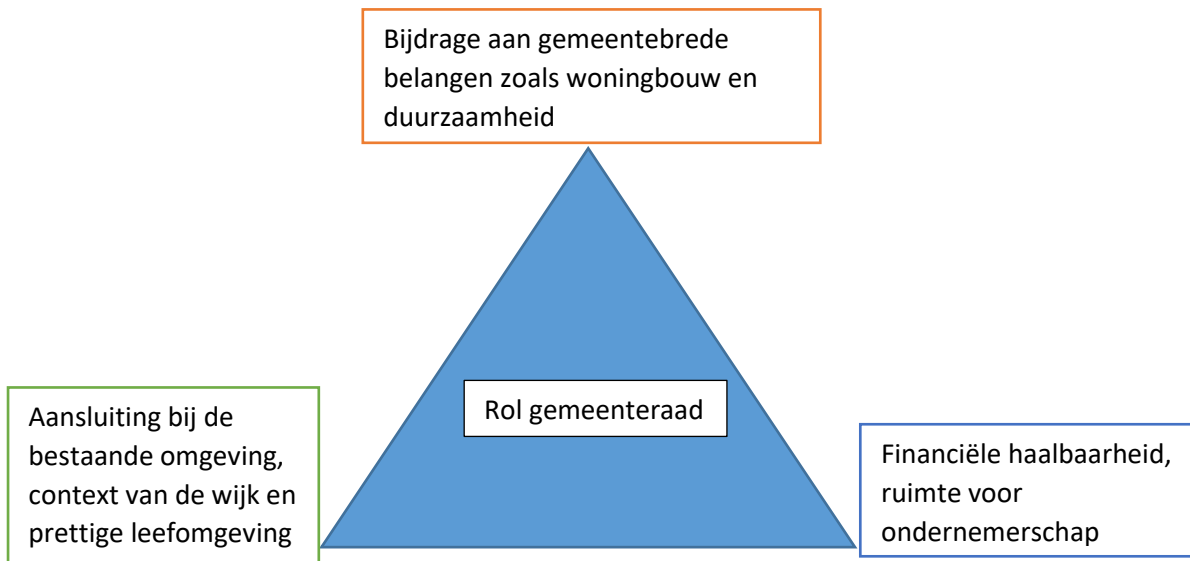 Bijdrage aan gemeentebrede
belangen zoals woningbouw en
duurzaamheid
Rol gemeenteraad
Aansluiting bij de
bestaande omgeving,
context van de wijk en
prettige leefomgeving
Financiële haalbaarheid,
ruimte voor
ondernemerschap